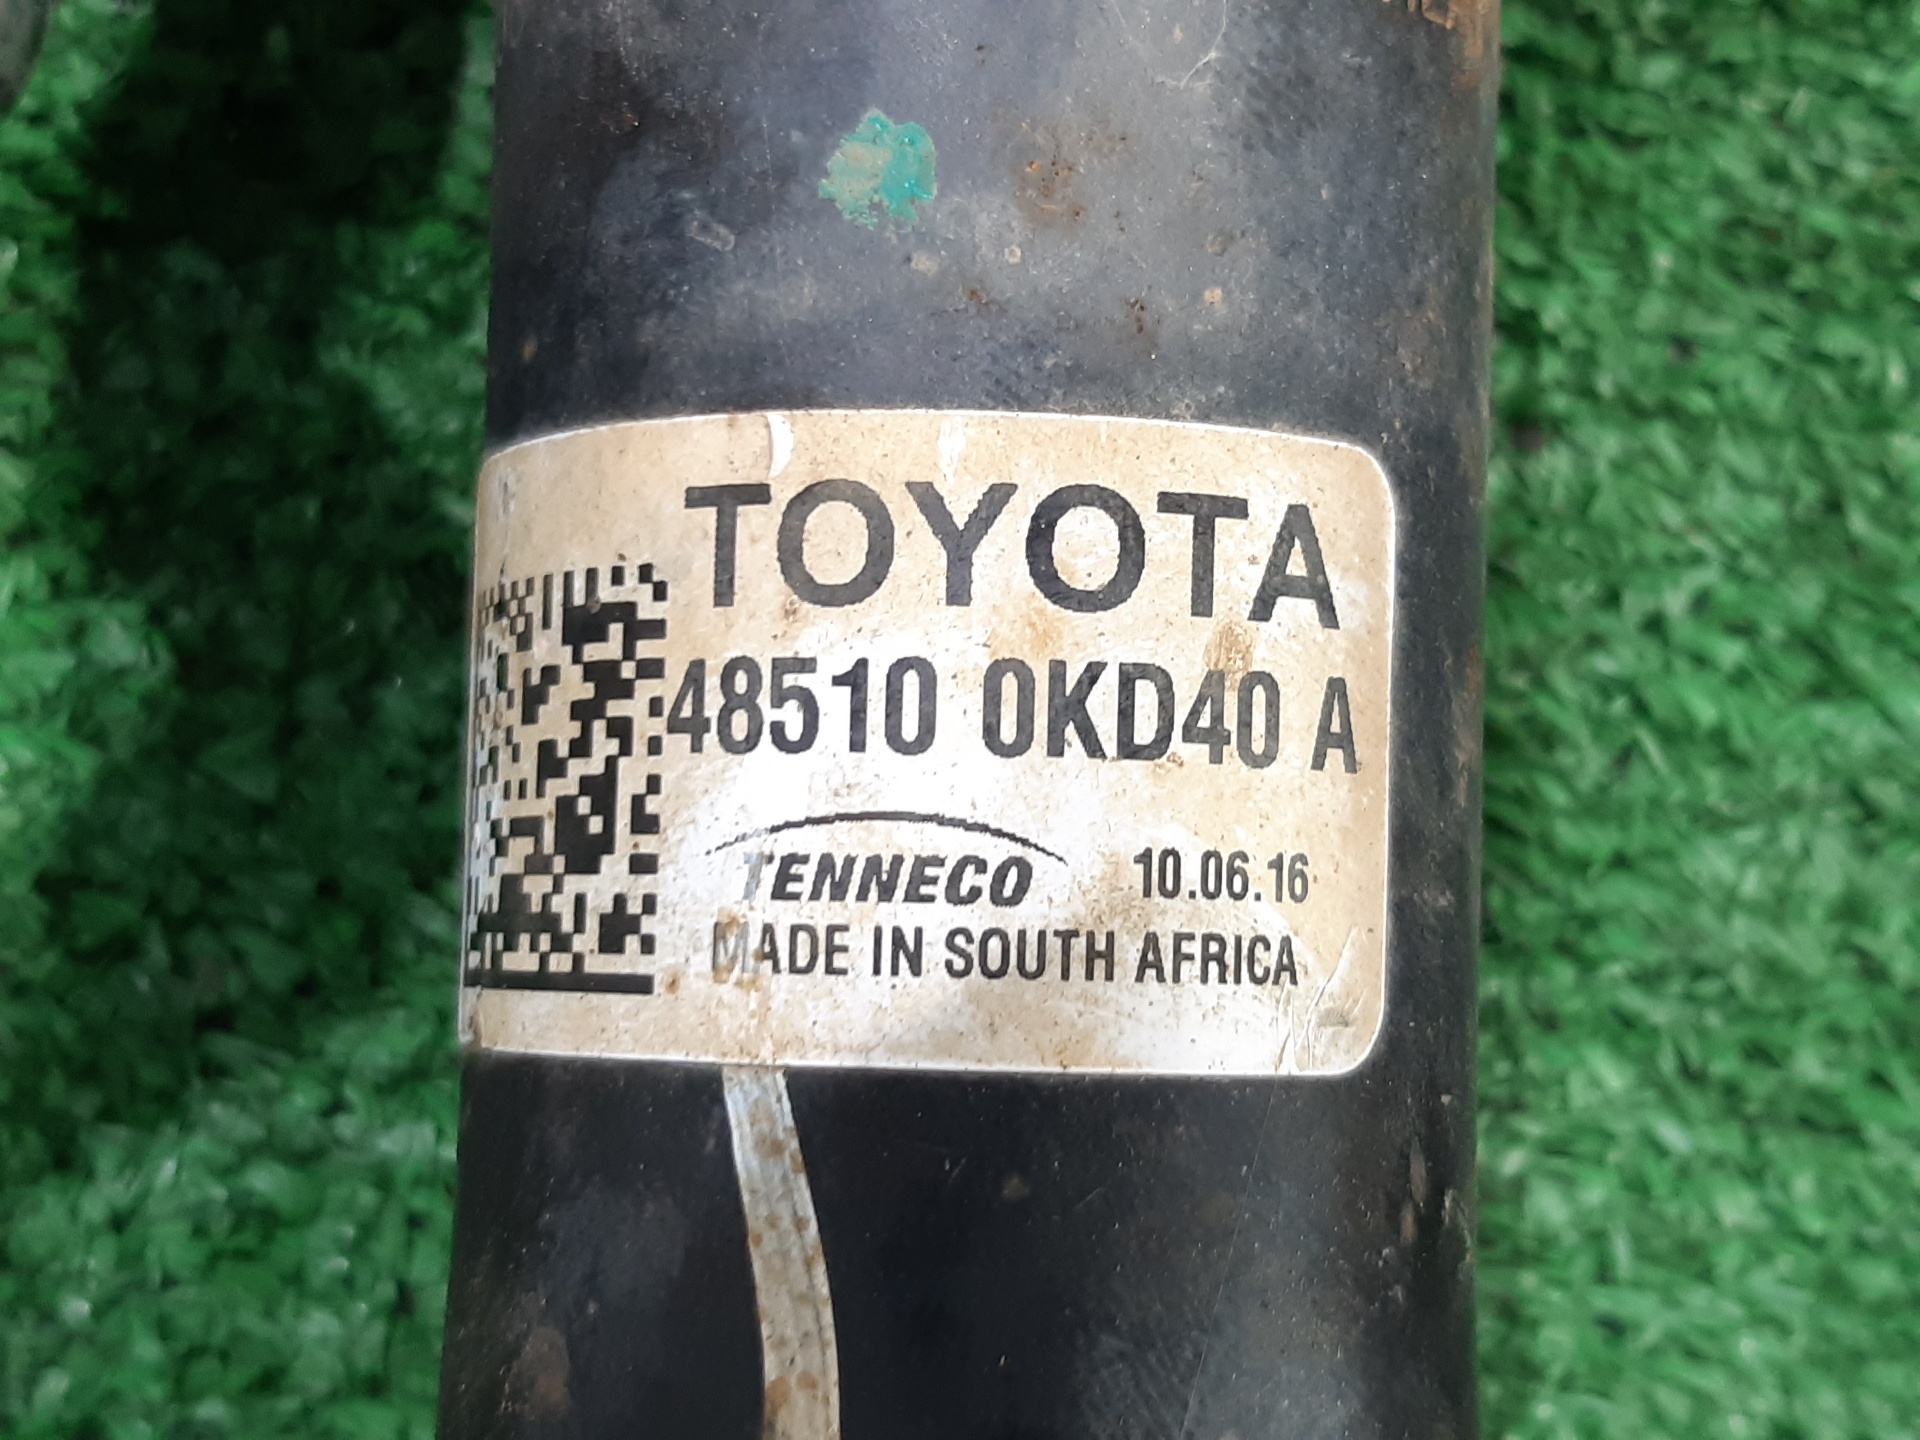 TOYOTA
48510 0KD40 A
TENNECO 10.06.16
MADE IN SOUTH AFRICA